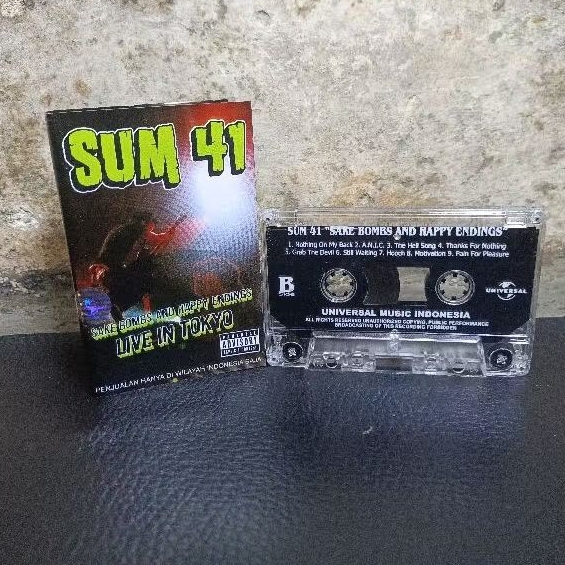 SUM 41
SAKE BOMBS AND HAPPY ENDINGS
LIVE IN TOKYO
PARENTAL
ADVISORY
EXPLICIT CONTENT
PENJUALAN HANYA DI WILAYAH INDONESIA SAJA
SUM 41 "SAKE BOMBS AND HAPPY ENDINGS"
1. Nothing On My Back 2. A.N.I.C. 3. The Hell Song 4. Thanks For Nothing
5. Grab The Devil 6. Still Waiting 7. Hooch 8. Motivation 9. Pain For Pleasure
B
UNIVERSAL
UNIVERSAL MUSIC INDONESIA
ALL RIGHTS RESERVED UNAUTHORIZED COPYING, PUBLIC PERFORMANCE
BROADCASTING OF THIS RECORDING FORBIDDEN